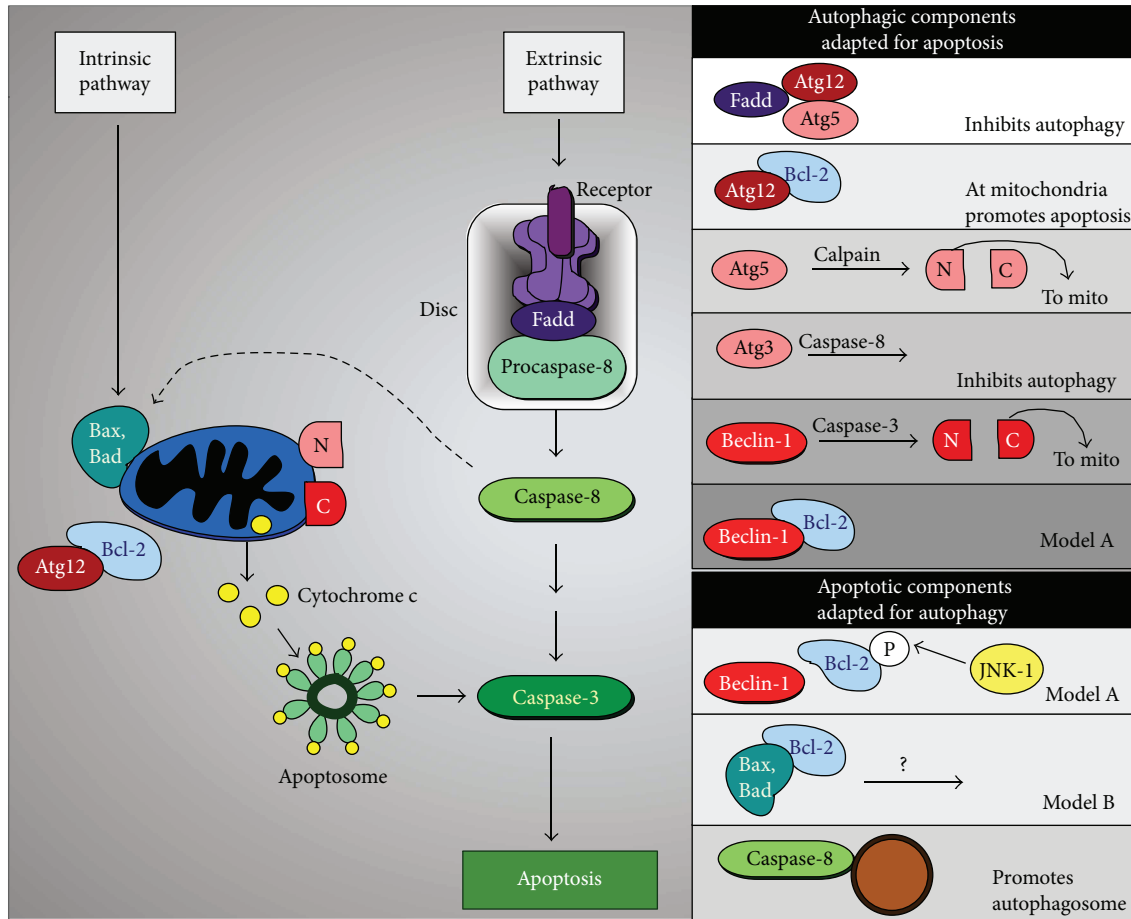 Intrinsic
pathway
Extrinsic
pathway
Receptor
Disc
Fadd
Procaspase-8
Bax,
Bad
N
C
Caspase-8
Bcl-2
Atg12
Cytochrome c
Caspase-3
Apoptosome
Apoptosis
Autophagic components
adapted for apoptosis
Fadd
Atg12
Atg5
Inhibits autophagy
Atg12
Bcl-2
At mitochondria
promotes apoptosis
Atg5
Calpain
N
C
To mito
Atg3
Caspase-8
Inhibits autophagy
Beclin-1
Caspase-3
N
C
To mito
Beclin-1
Bcl-2
Model A
Apoptotic components
adapted for autophagy
Beclin-1
Bcl-2
P
JNK-1
Model A
Bax,
Bad
Bcl-2
?
Model B
Caspase-8
Promotes
autophagosome